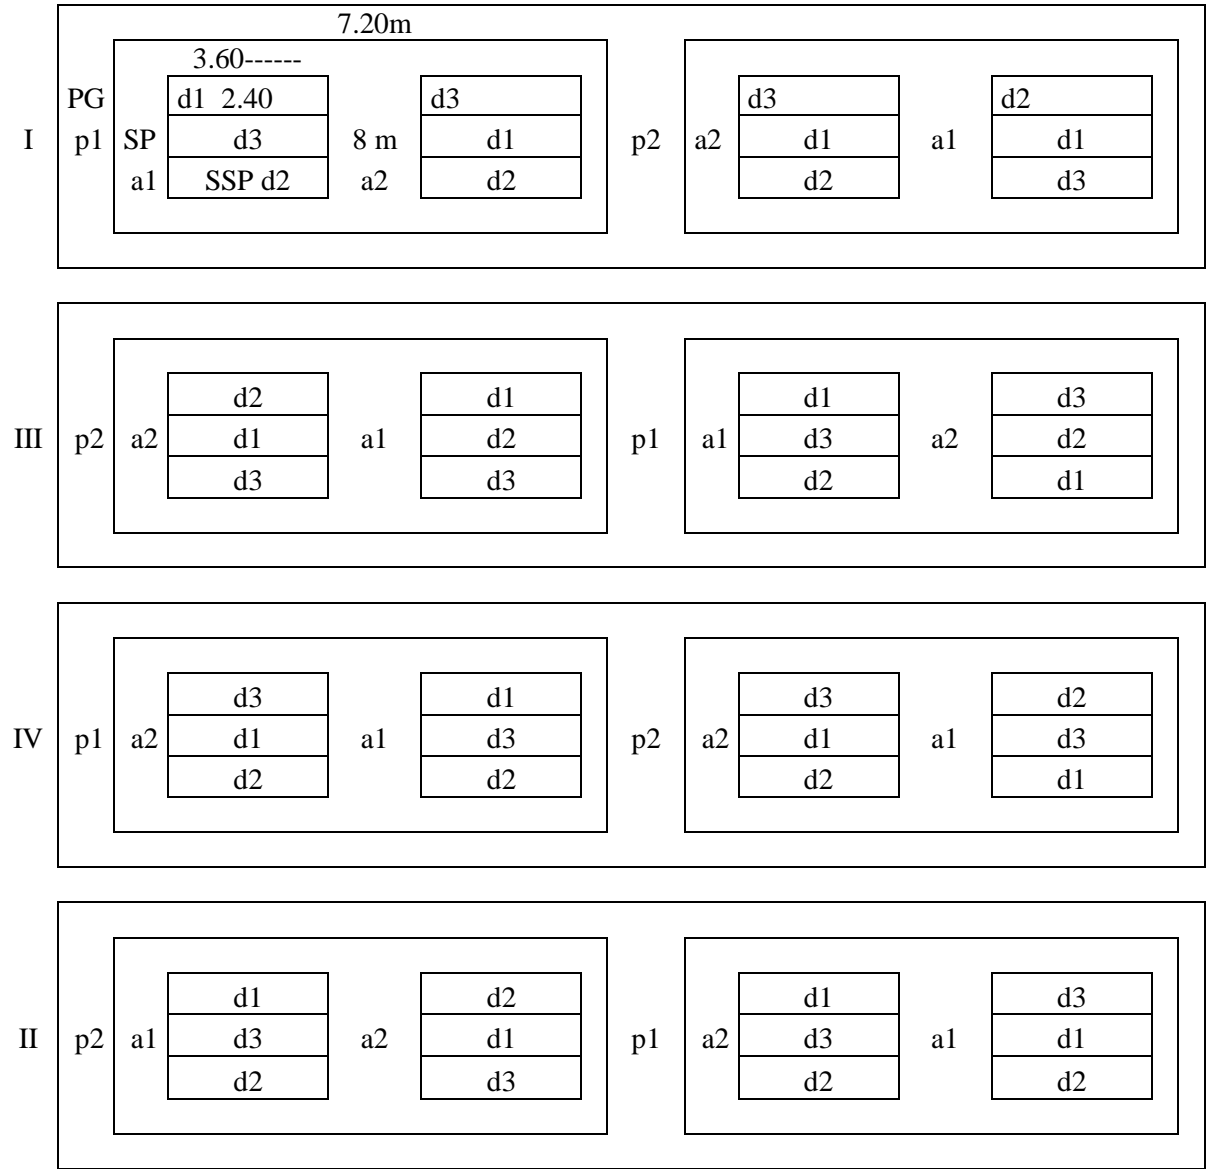 7.20m
3.60------
PG d1 2.40 d3 d3 d2
I p1 SP d3 8 m d1 p2 a2 d1 a1 d1
a1 SSP d2 a2 d2 d2 d3
d2 d1 d1 d3
III p2 a2 d1 a1 d2 p1 a1 d3 a2 d2
d3 d3 d2 d1
d3 d1 d3 d2
IV p1 a2 d1 a1 d3 p2 a2 d1 a1 d3
d2 d2 d2 d1
d1 d2 d1 d3
II p2 a1 d3 a2 d1 p1 a2 d3 a1 d1
d2 d3 d2 d2